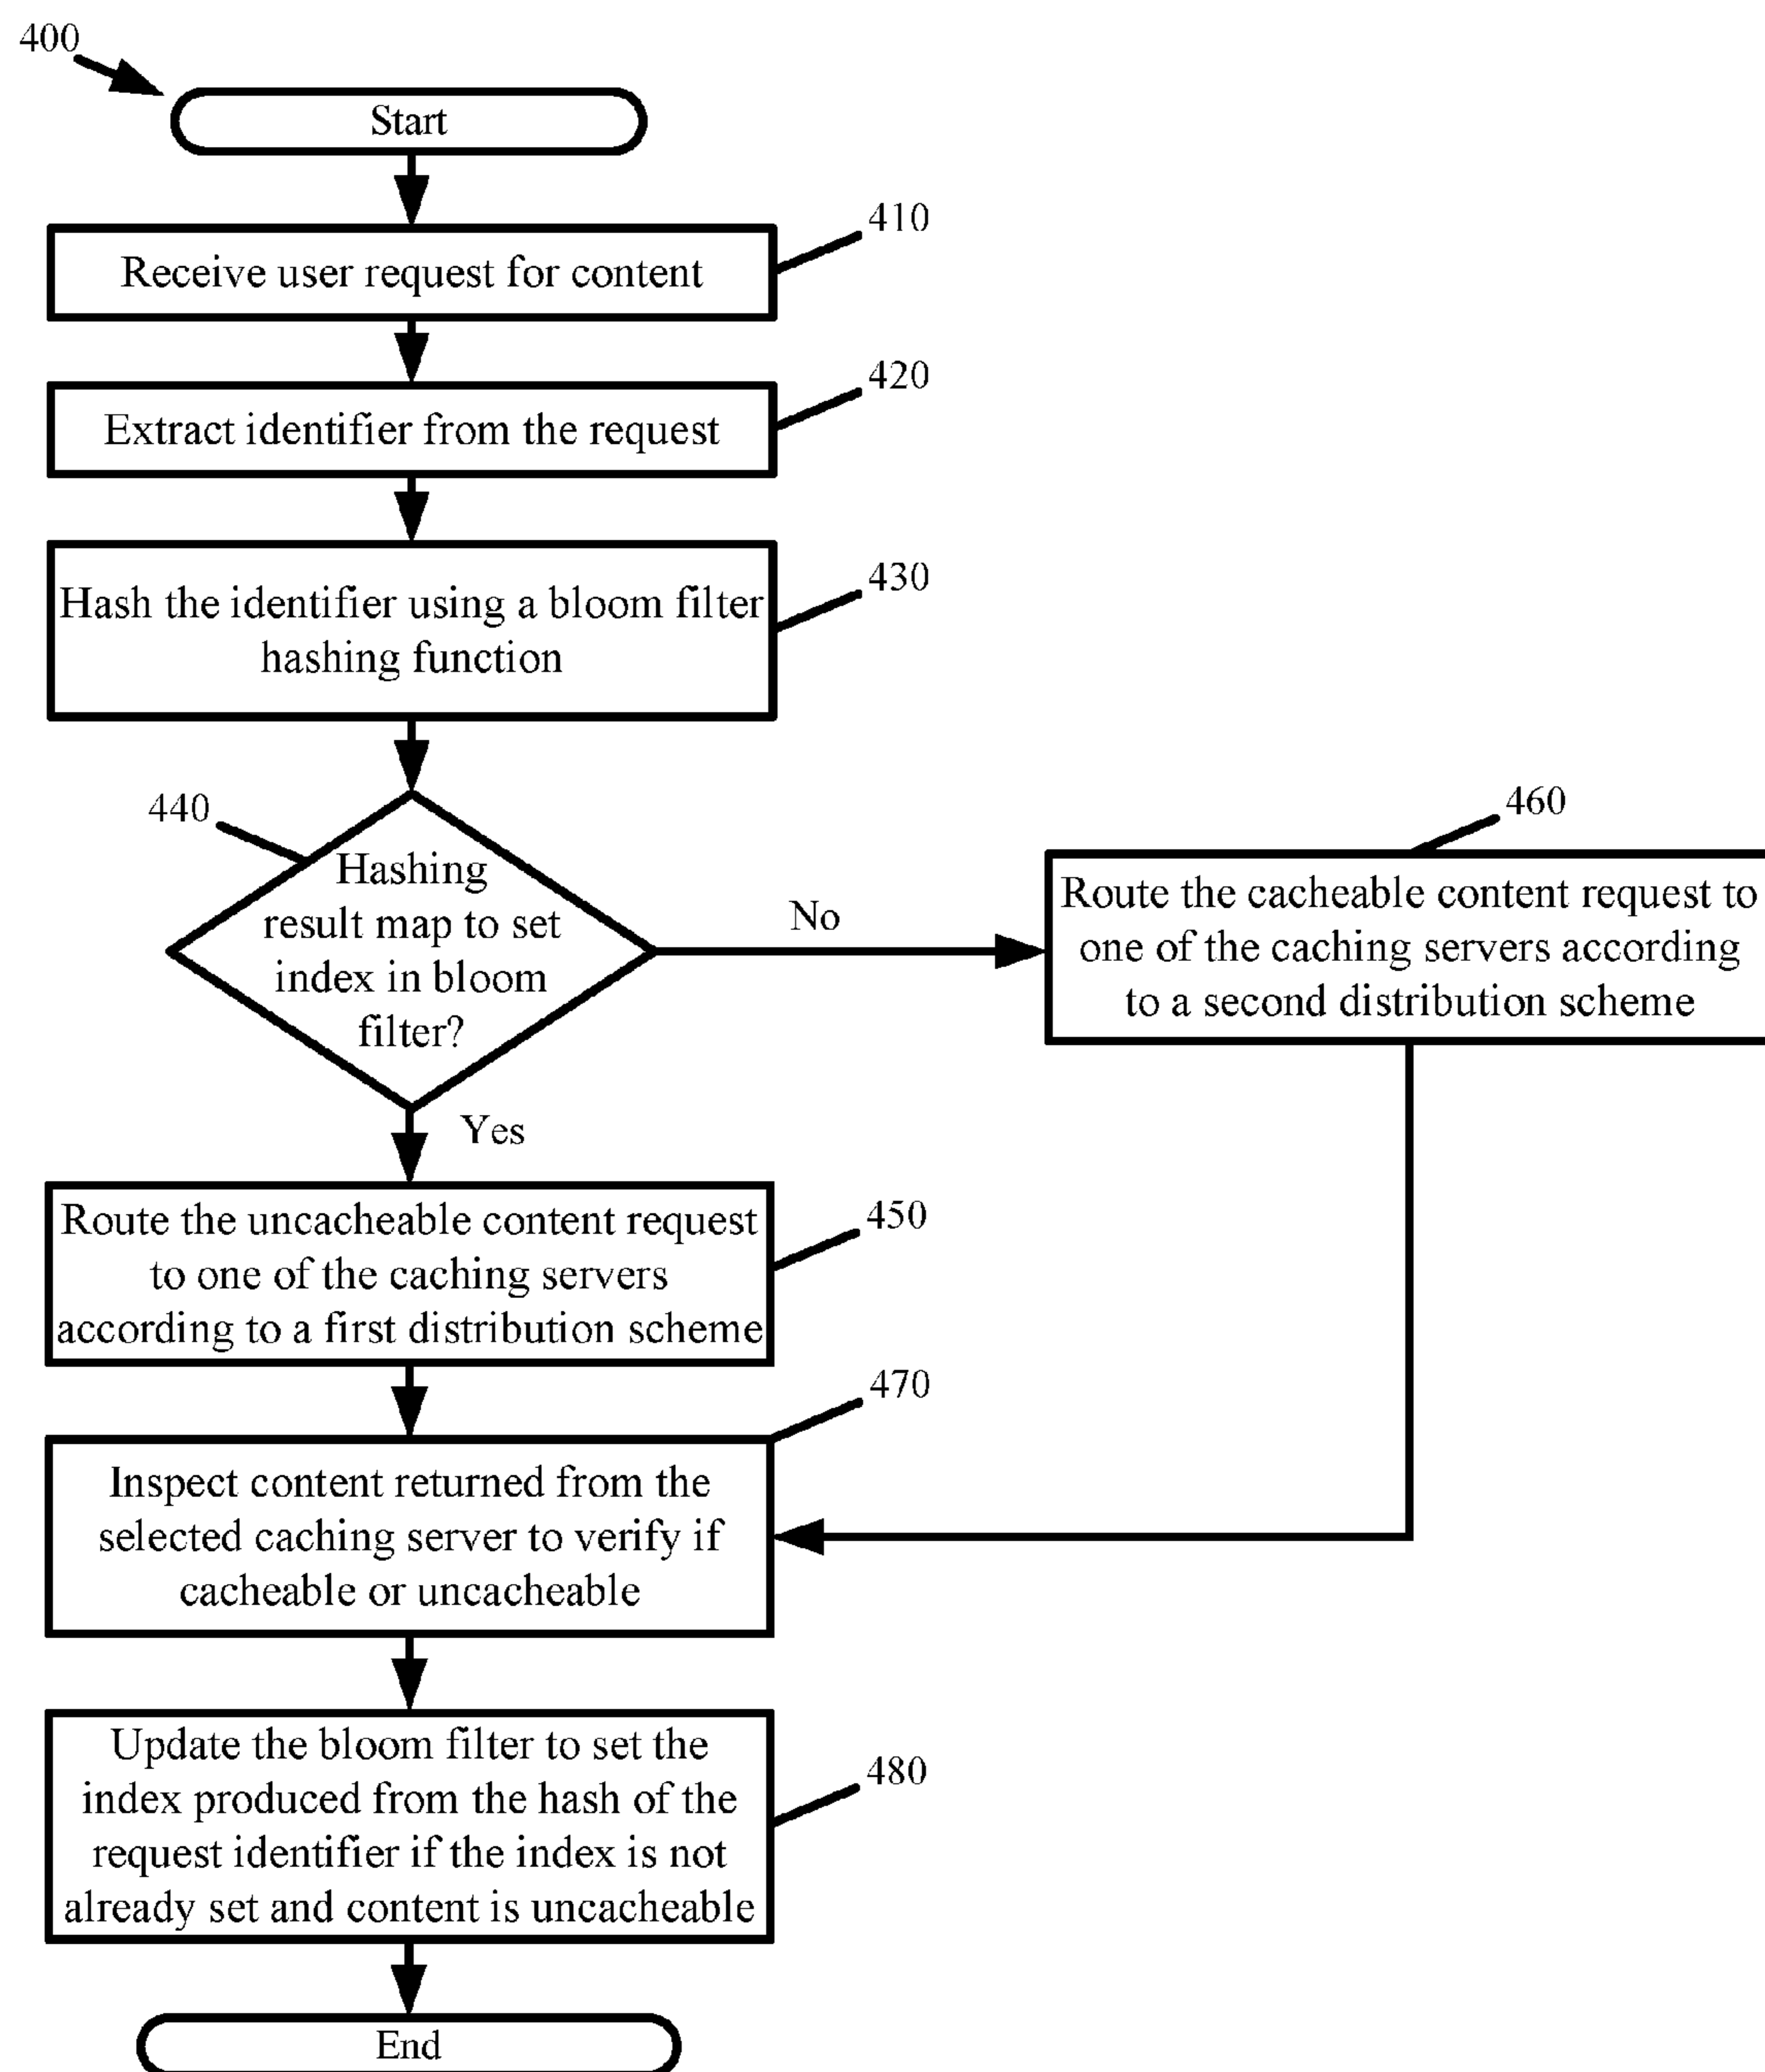 400
Start
410
Receive user request for content
420
Extract identifier from the request
430
Hash the identifier using a bloom filter
hashing function
440
Hashing
result map to set
index in bloom
filter?
No
460
Route the cacheable content request to
one of the caching servers according
to a second distribution scheme
Yes
450
Route the uncacheable content request
to one of the caching servers
according to a first distribution scheme
470
Inspect content returned from the
selected caching server to verify if
cacheable or uncacheable
480
Update the bloom filter to set the
index produced from the hash of the
request identifier if the index is not
already set and content is uncacheable
End